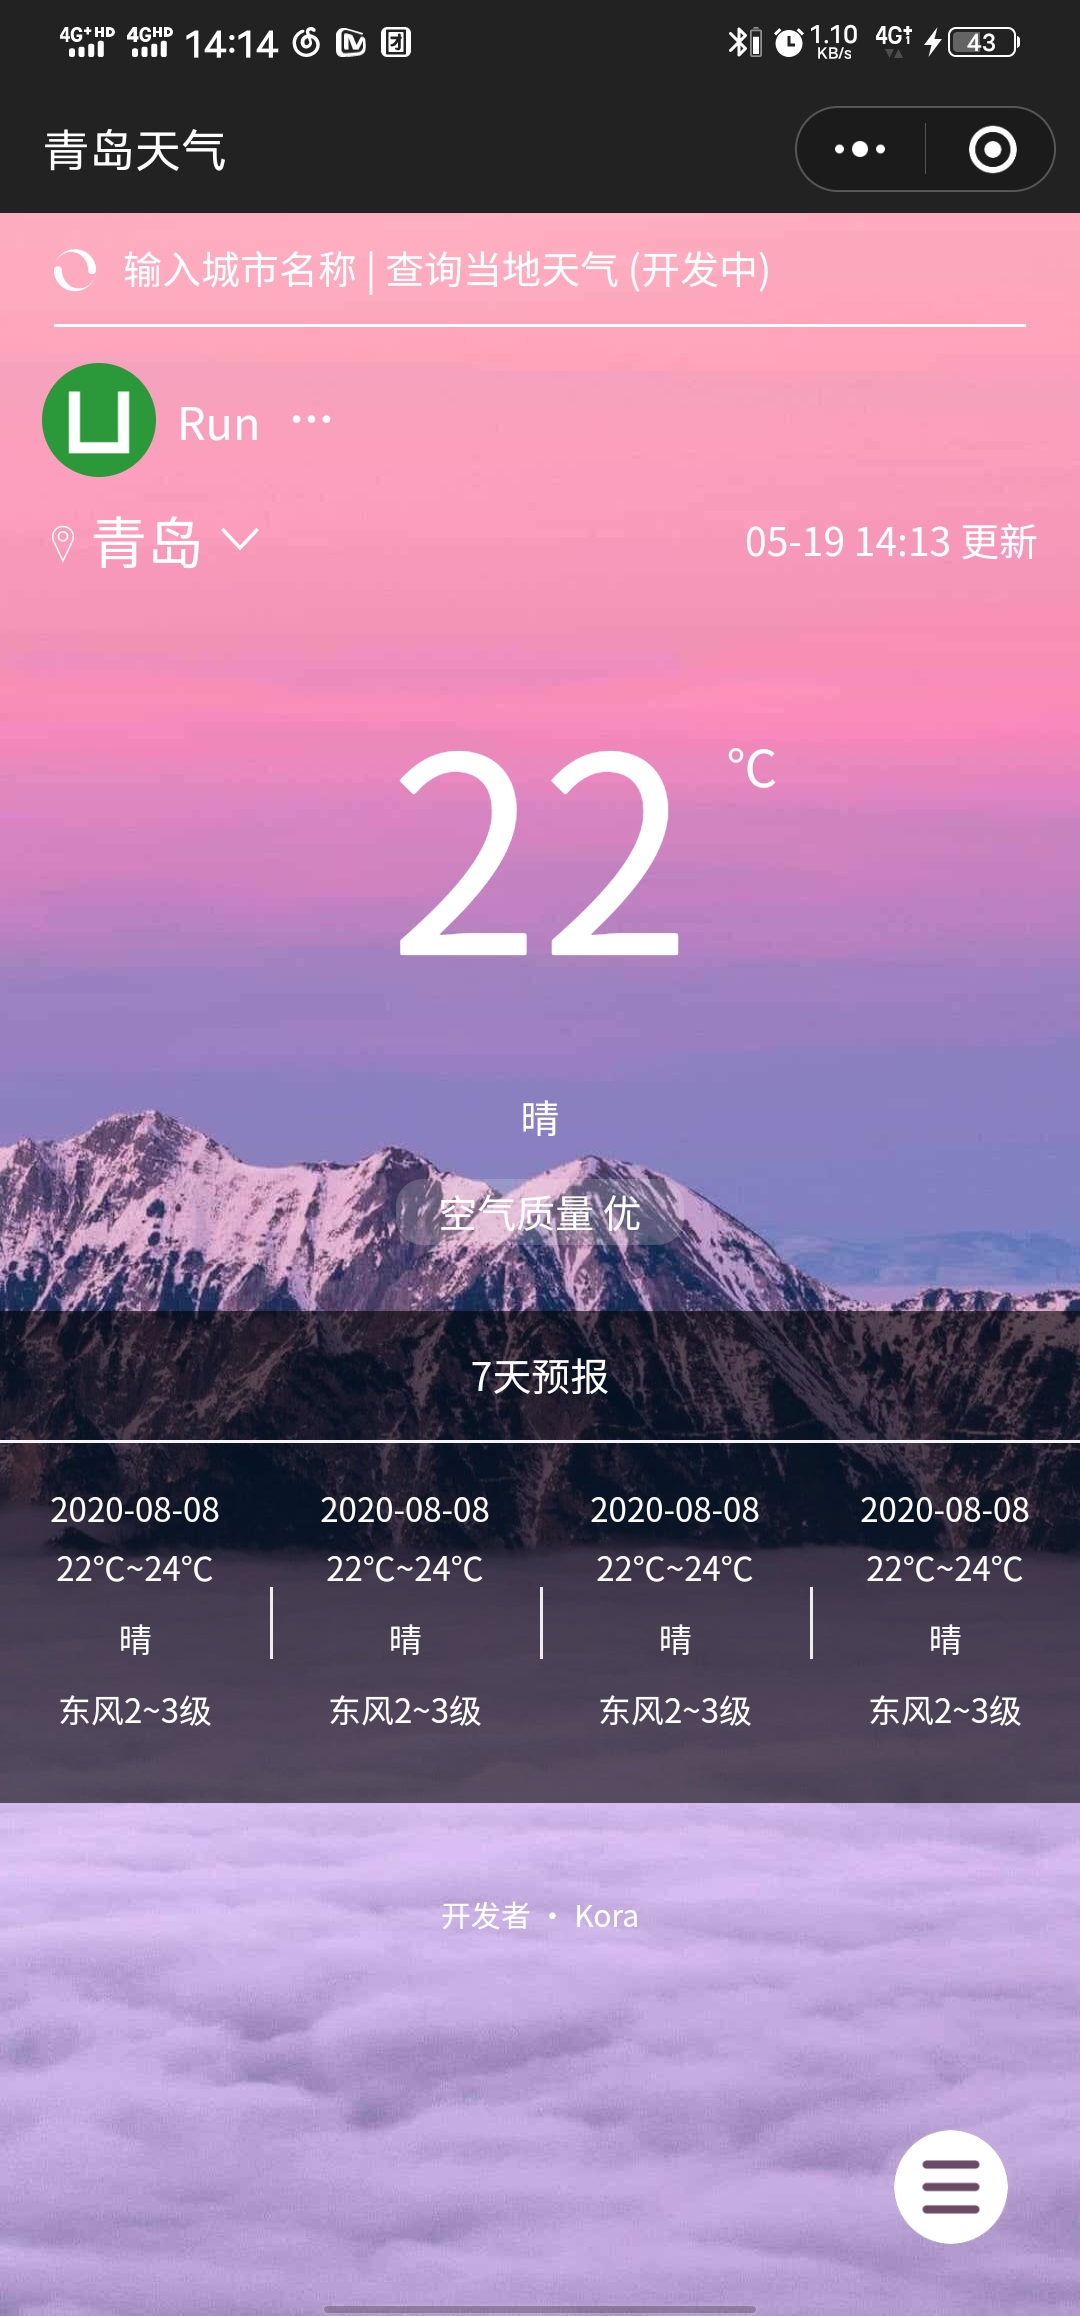 4G+HD 4GHD 14:14 1.10 KB/s 4G+ 43
青岛天气
输入城市名称 | 查询当地天气 (开发中)
Run ···
青岛
05-19 14:13 更新
22 ℃
晴
空气质量 优
7天预报
2020-08-08 2020-08-08 2020-08-08 2020-08-08
22℃~24℃ 22℃~24℃ 22℃~24℃ 22℃~24℃
晴 晴 晴 晴
东风2~3级 东风2~3级 东风2~3级 东风2~3级
开发者 · Kora